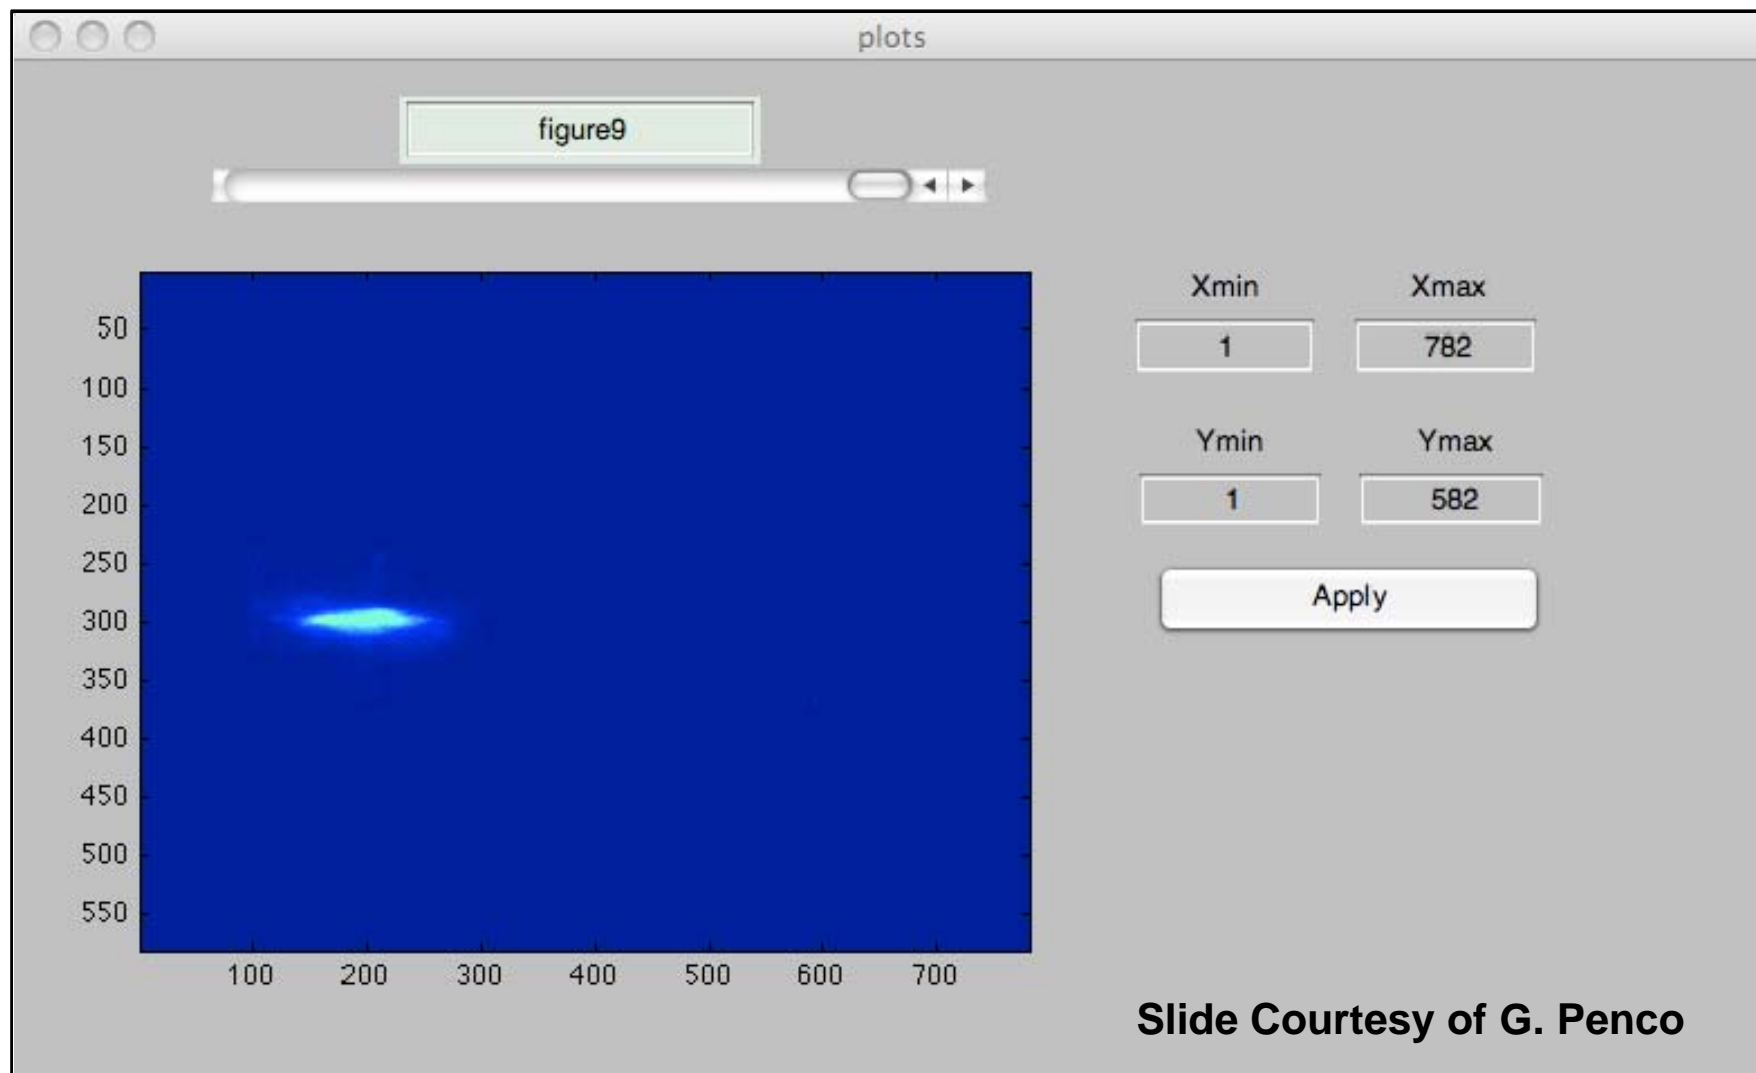 plots
figure9
Xmin Xmax
1 782
Ymin Ymax
1 582
Apply
50
100
150
200
250
300
350
400
450
500
550
100 200 300 400 500 600 700
Slide Courtesy of G. Penco